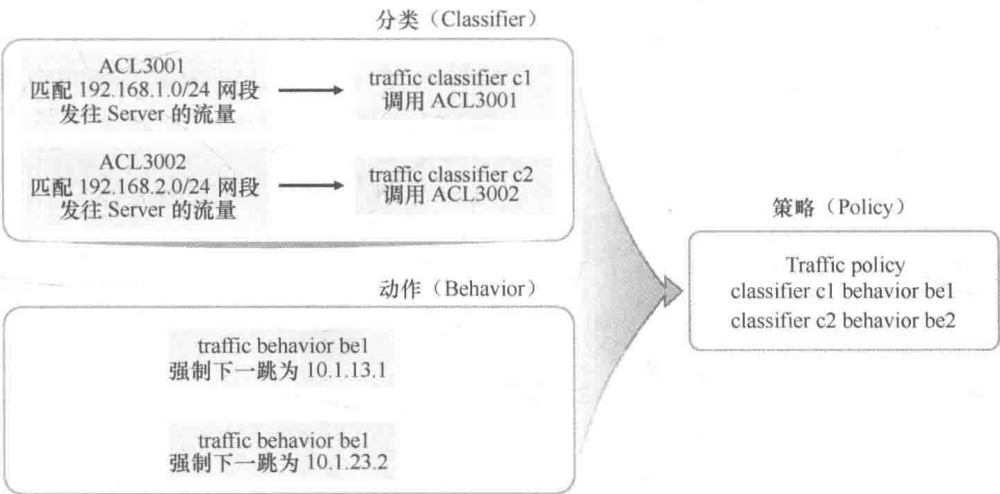 分类（Classifier）
ACL3001
匹配 192.168.1.0/24 网段
发往 Server 的流量
traffic classifier c1
调用 ACL3001
ACL3002
匹配 192.168.2.0/24 网段
发往 Server 的流量
traffic classifier c2
调用 ACL3002
动作（Behavior）
traffic behavior be1
强制下一跳为 10.1.13.1
traffic behavior be1
强制下一跳为 10.1.23.2
策略（Policy）
Traffic policy
classifier c1 behavior be1
classifier c2 behavior be2